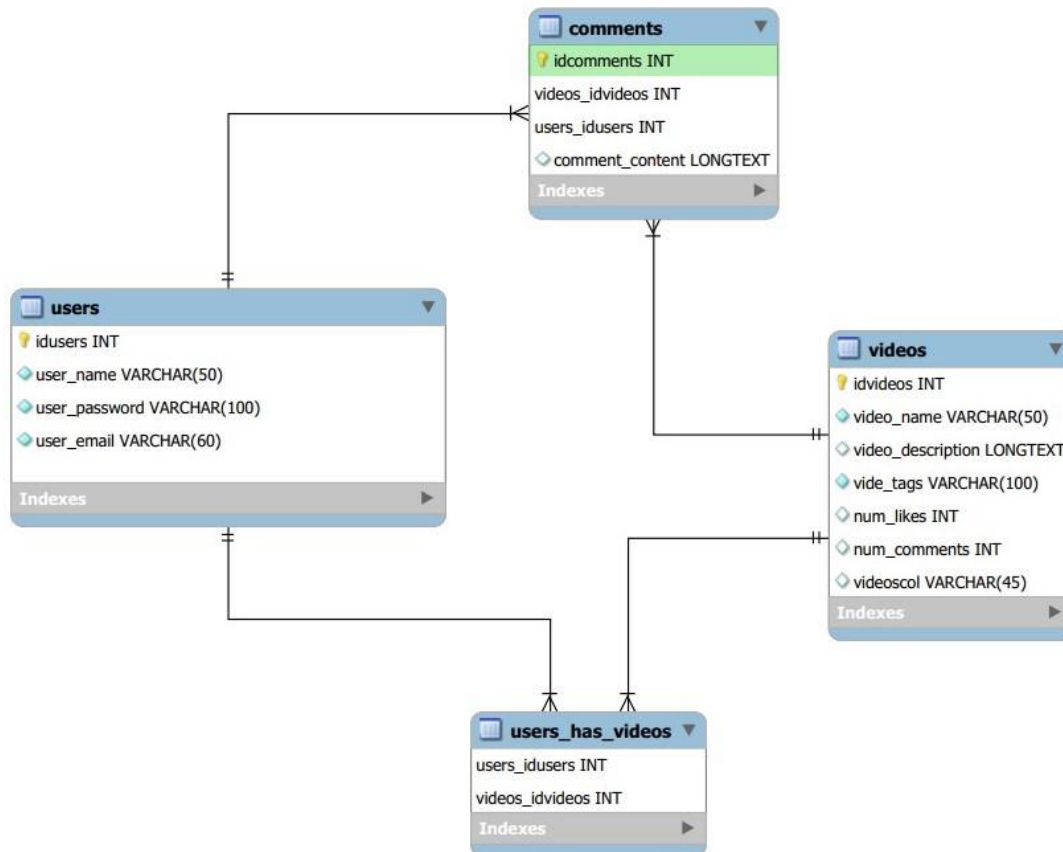 comments
idcomments INT
videos_idvideos INT
users_idusers INT
comment_content LONGTEXT
Indexes
users
idusers INT
user_name VARCHAR(50)
user_password VARCHAR(100)
user_email VARCHAR(60)
Indexes
videos
idvideos INT
video_name VARCHAR(50)
video_description LONGTEXT
vide_tags VARCHAR(100)
num_likes INT
num_comments INT
videoscol VARCHAR(45)
Indexes
users_has_videos
users_idusers INT
videos_idvideos INT
Indexes